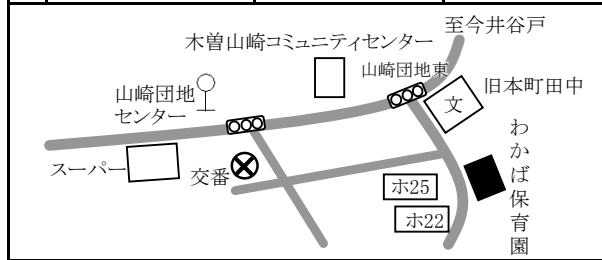 至今井谷戸
木曽山崎コミュニティセンター
山崎団地東
旧本町田中
文
山崎団地
センター
スーパー
交番
わかば保育園
ホ25
ホ22